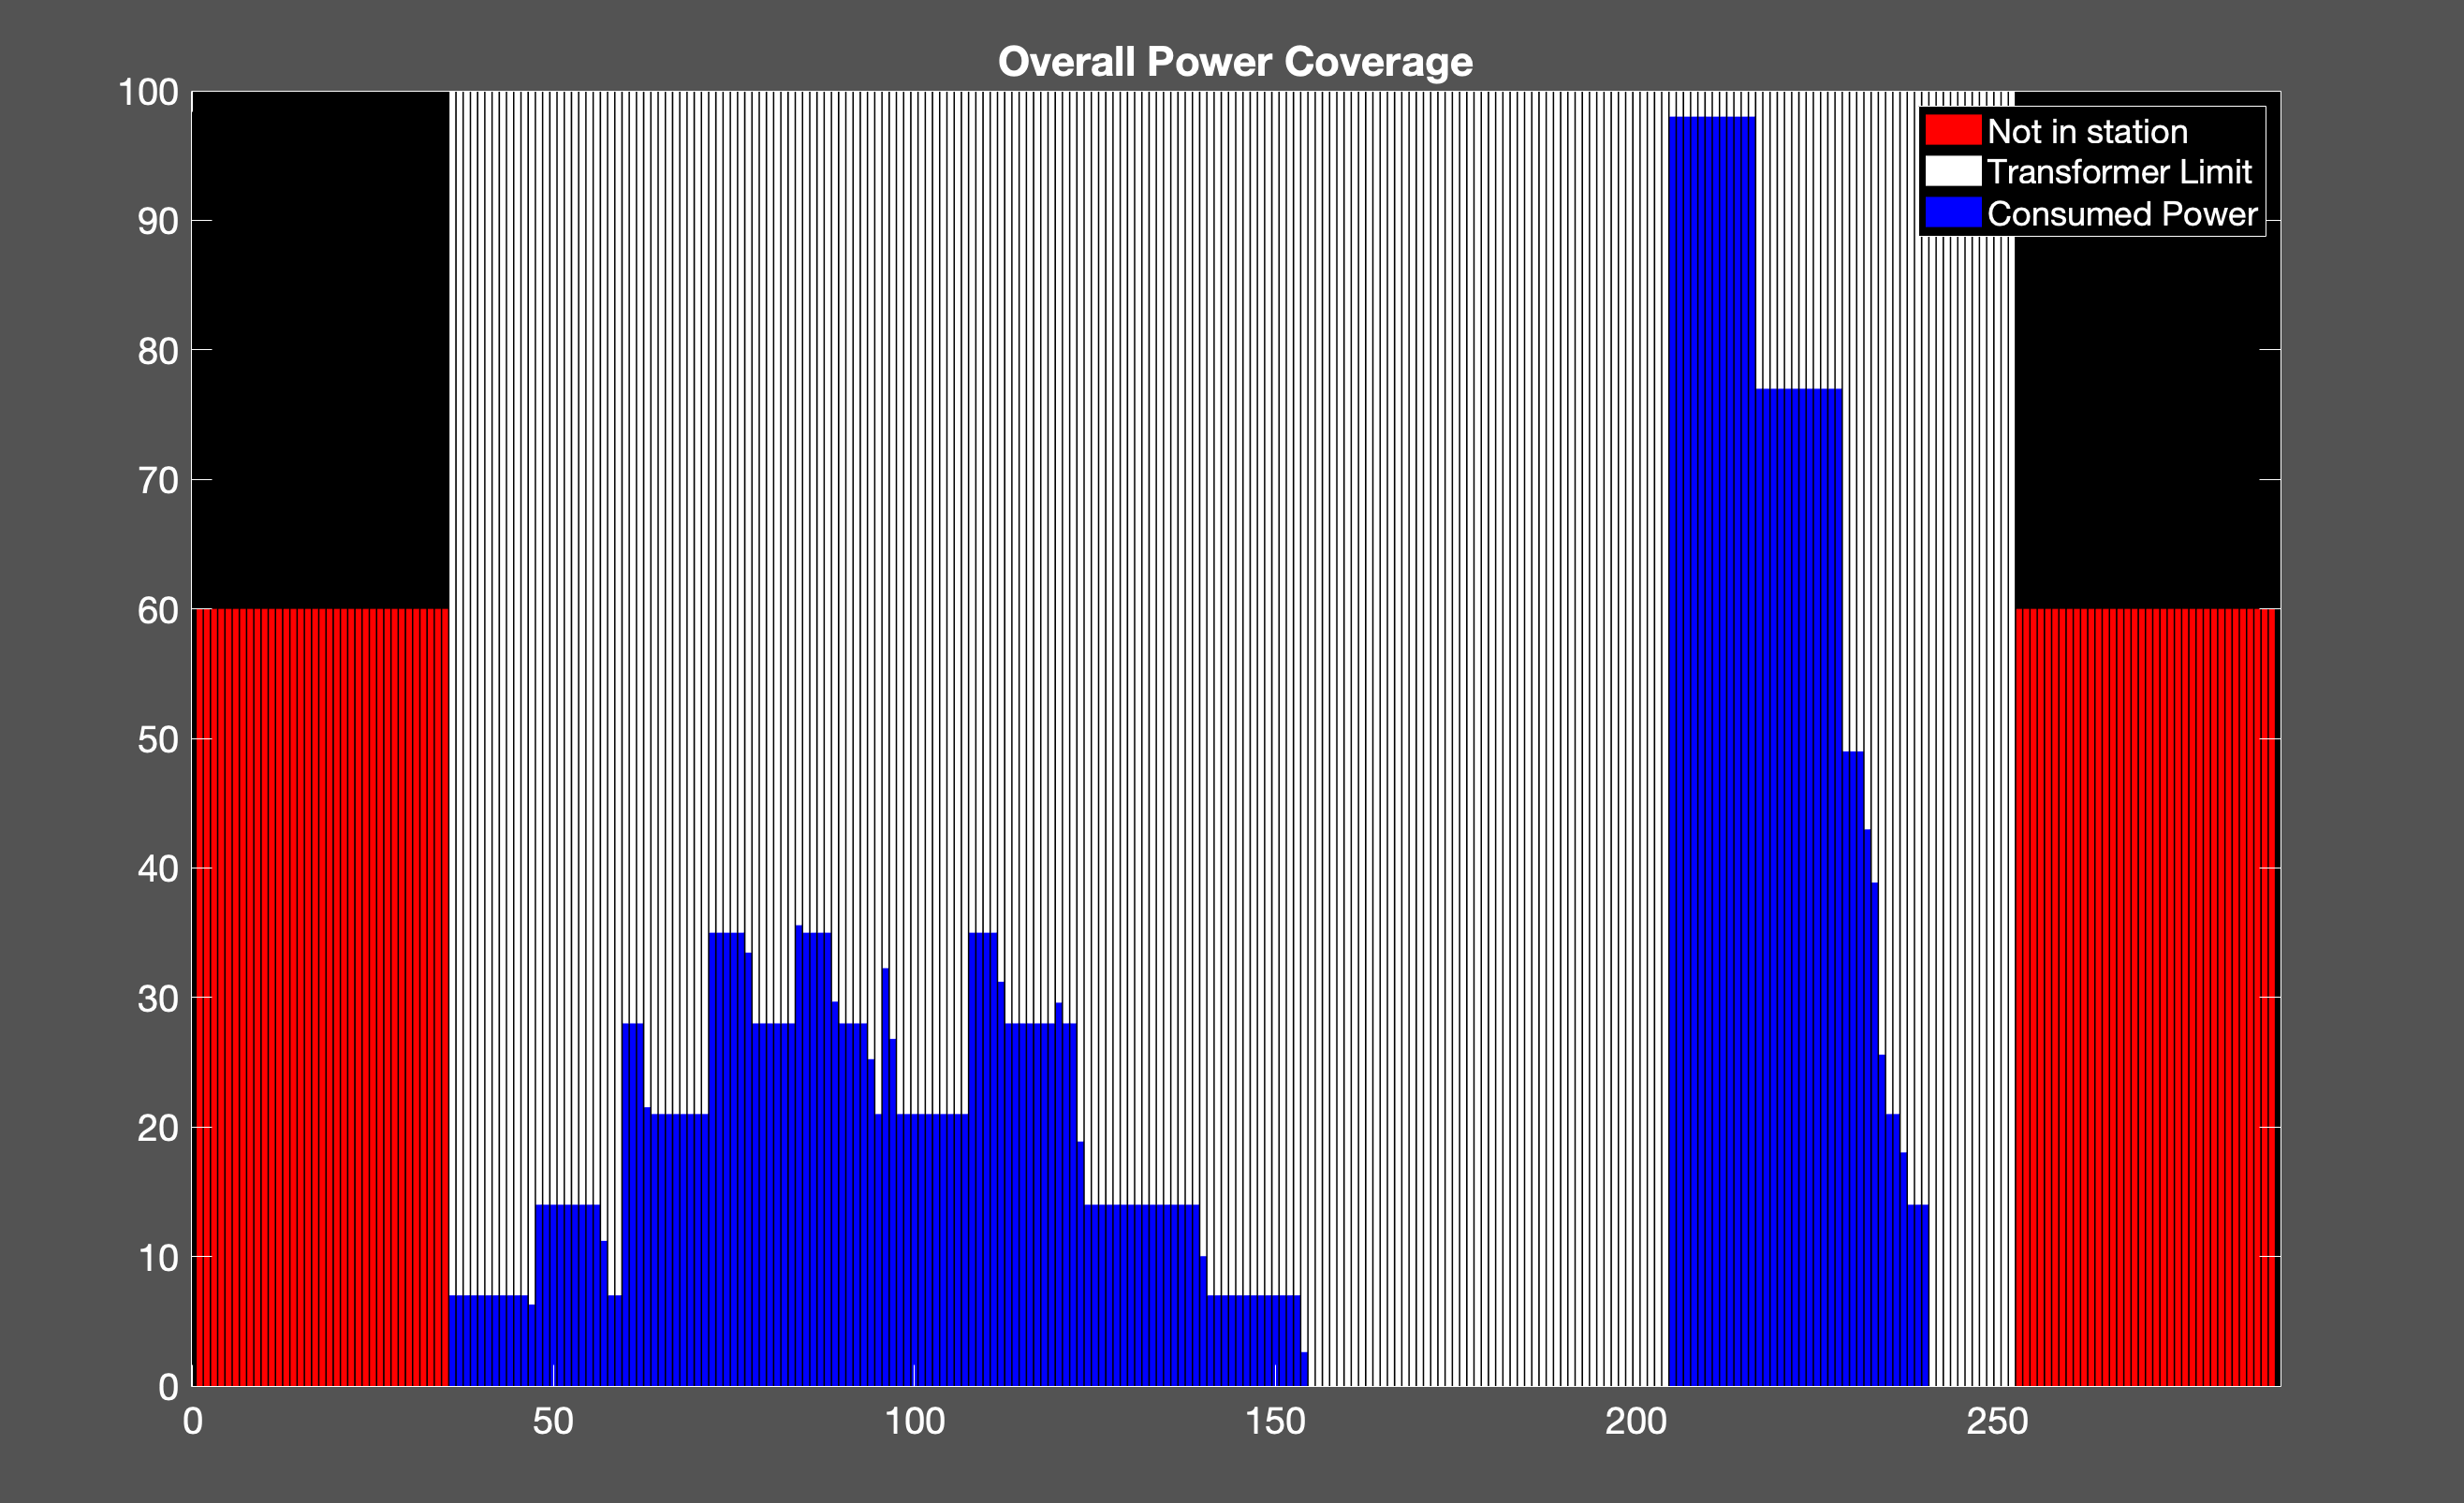 Overall Power Coverage
100
90
80
70
60
50
40
30
20
10
0
0 50 100 150 200 250
Not in station
Transformer Limit
Consumed Power